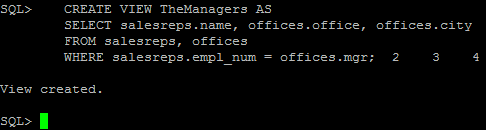 SQL> CREATE VIEW TheManagers AS
SELECT salesreps.name, offices.office, offices.city
FROM salesreps, offices
WHERE salesreps.empl_num = offices.mgr; 2 3 4
View created.
SQL>